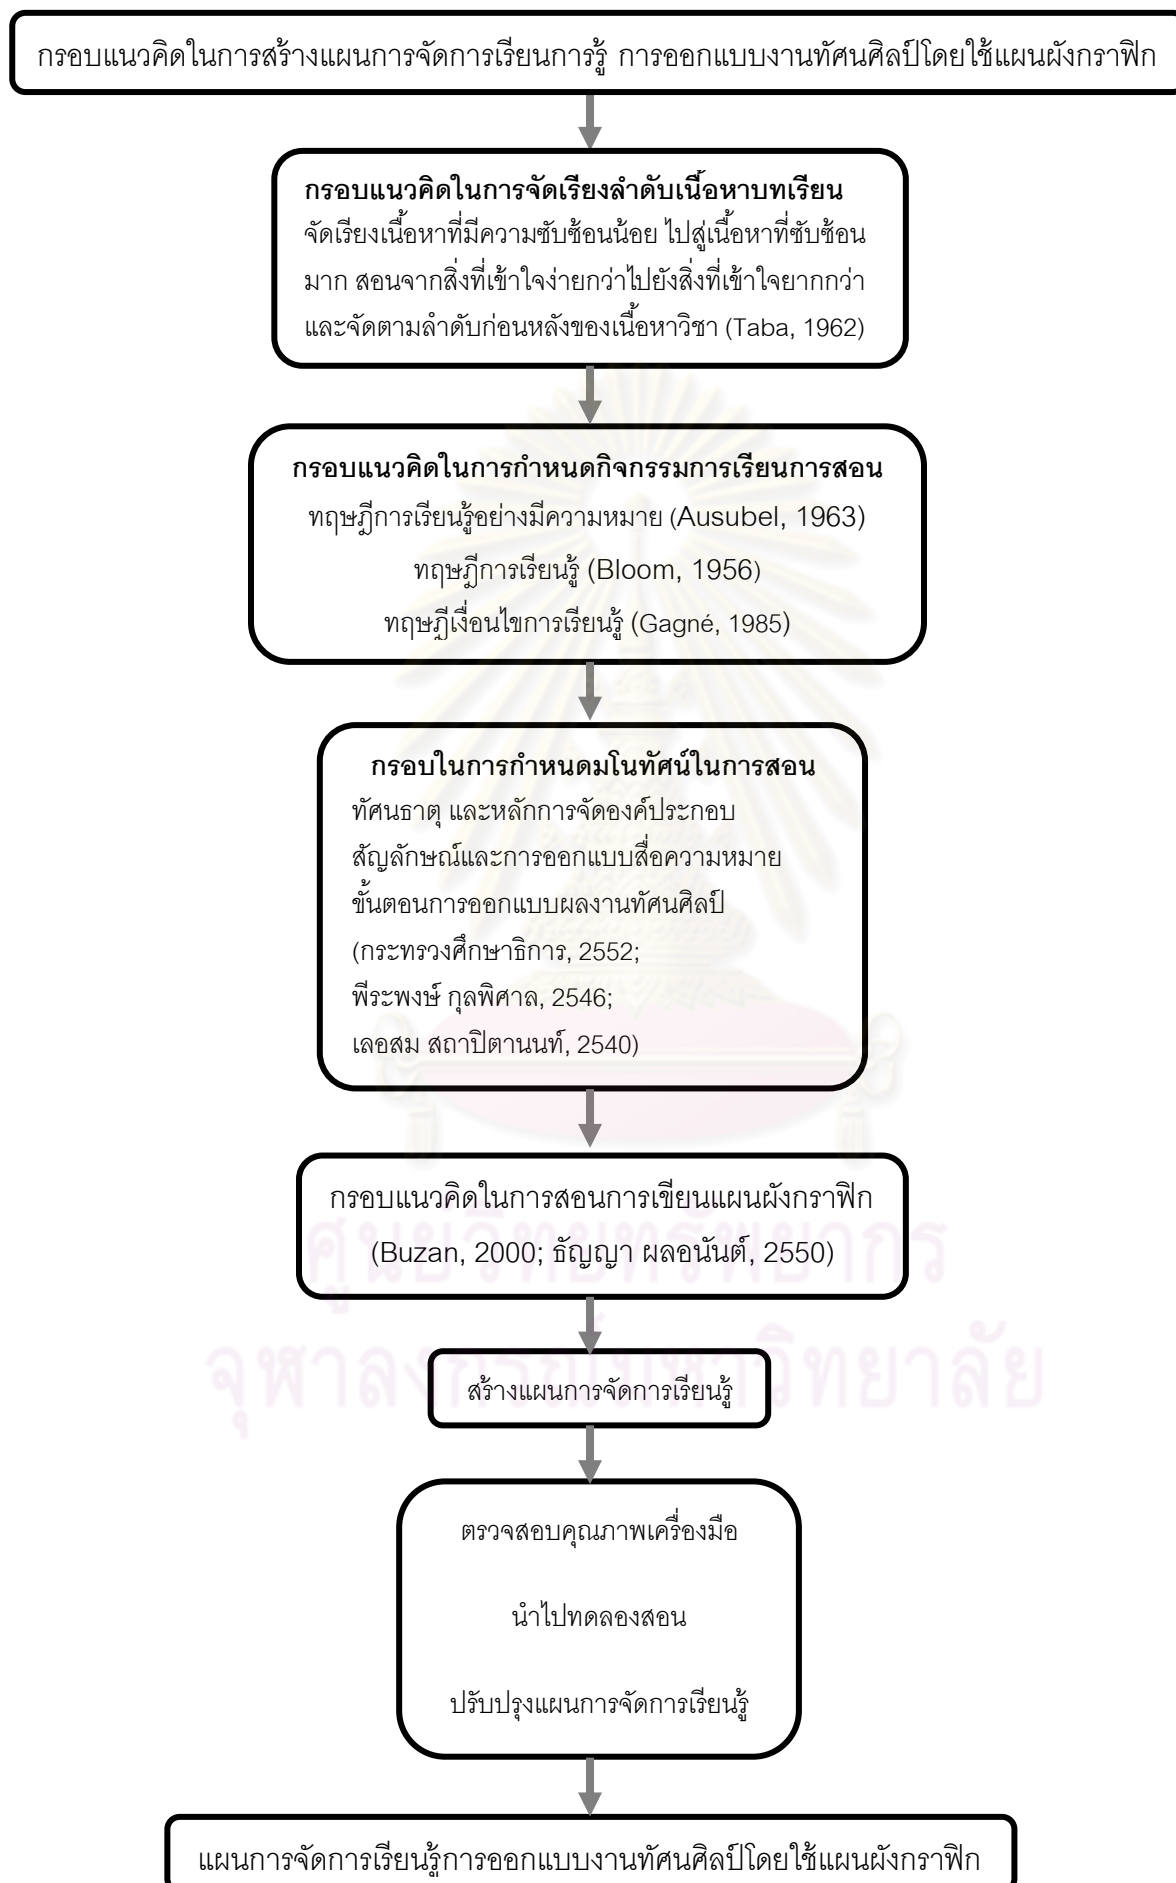 กรอบแนวคิดในการสร้างแผนการจัดการเรียนการรู้ การออกแบบงานทัศนศิลป์โดยใช้แผนผังกราฟิก
กรอบแนวคิดในการจัดเรียงลำดับเนื้อหาบทเรียน
จัดเรียงเนื้อหาที่มีความซับซ้อนน้อย ไปสู่เนื้อหาที่ซับซ้อน
มาก สอนจากสิ่งที่เข้าใจง่ายกว่าไปยังสิ่งที่เข้าใจยากกว่า
และจัดตามลำดับก่อนหลังของเนื้อหาวิชา (Taba, 1962)
กรอบแนวคิดในการกำหนดกิจกรรมการเรียนการสอน
ทฤษฎีการเรียนรู้อย่างมีความหมาย (Ausubel, 1963)
ทฤษฎีการเรียนรู้ (Bloom, 1956)
ทฤษฎีเงื่อนไขการเรียนรู้ (Gagné, 1985)
กรอบในการกำหนดมโนทัศน์ในการสอน
ทัศนธาตุ และหลักการจัดองค์ประกอบ
สัญลักษณ์และการออกแบบสื่อความหมาย
ขั้นตอนการออกแบบผลงานทัศนศิลป์
(กระทรวงศึกษาธิการ, 2552;
พีระพงษ์ กุลพิศาล, 2546;
เลอสม สถาปิตานนท์, 2540)
กรอบแนวคิดในการสอนการเขียนแผนผังกราฟิก
(Buzan, 2000; ธัญญา ผลอนันต์, 2550)
ศูนย์วิทยทรัพยากร
จุฬาลงกรณ์มหาวิทยาลัย
สร้างแผนการจัดการเรียนรู้
ตรวจสอบคุณภาพเครื่องมือ
นำไปทดลองสอน
ปรับปรุงแผนการจัดการเรียนรู้
แผนการจัดการเรียนรู้การออกแบบงานทัศนศิลป์โดยใช้แผนผังกราฟิก